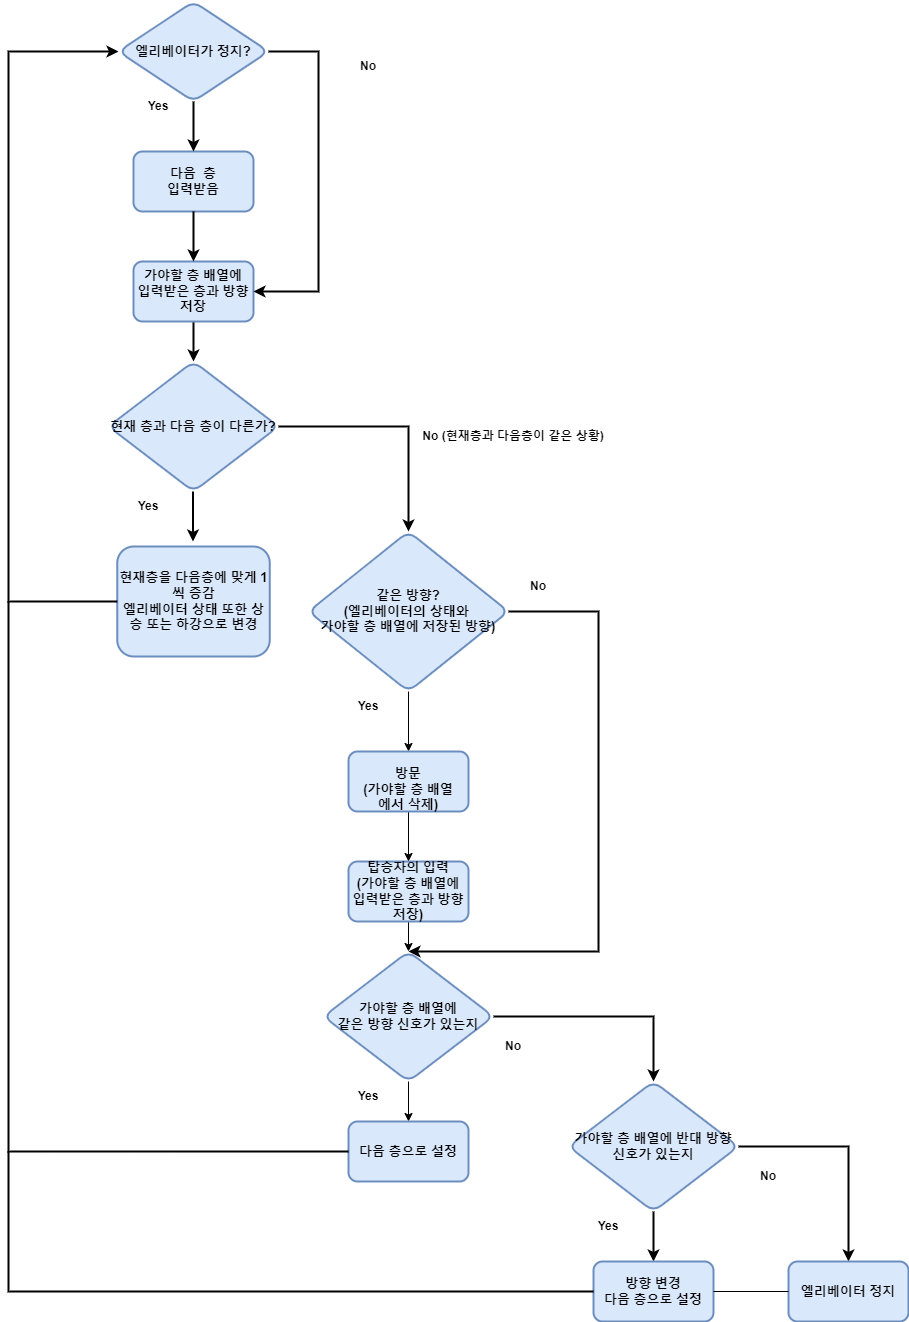 엘리베이터가 정지?
No
Yes
다음 층
입력받음
가야할 층 배열에
입력받은 층과 방향
저장
현재 층과 다음 층이 다른가?
No (현재층과 다음층이 같은 상황)
Yes
현재층을 다음층에 맞게 1
씩 증감
엘리베이터 상태 또한 상
승 또는 하강으로 변경
같은 방향?
(엘리베이터의 상태와
가야할 층 배열에 저장된 방향)
No
Yes
방문
(가야할 층 배열
에서 삭제)
탑승자의 입력
(가야할 층 배열에
입력받은 층과 방향
저장)
가야할 층 배열에
같은 방향 신호가 있는지
No
Yes
다음 층으로 설정
가야할 층 배열에 반대 방향
신호가 있는지
No
Yes
방향 변경
다음 층으로 설정
엘리베이터 정지